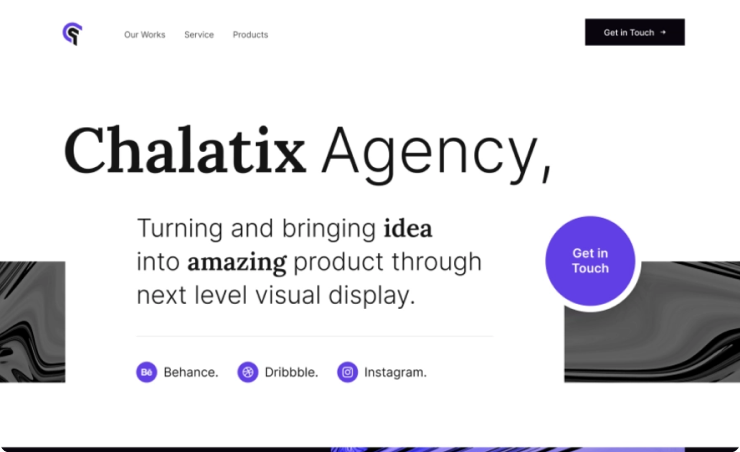 Our Works Service Products Get in Touch →
Chalatix Agency,
Turning and bringing idea
into amazing product through
next level visual display.
Get in
Touch
Bē Behance. Dribbble. Instagram.